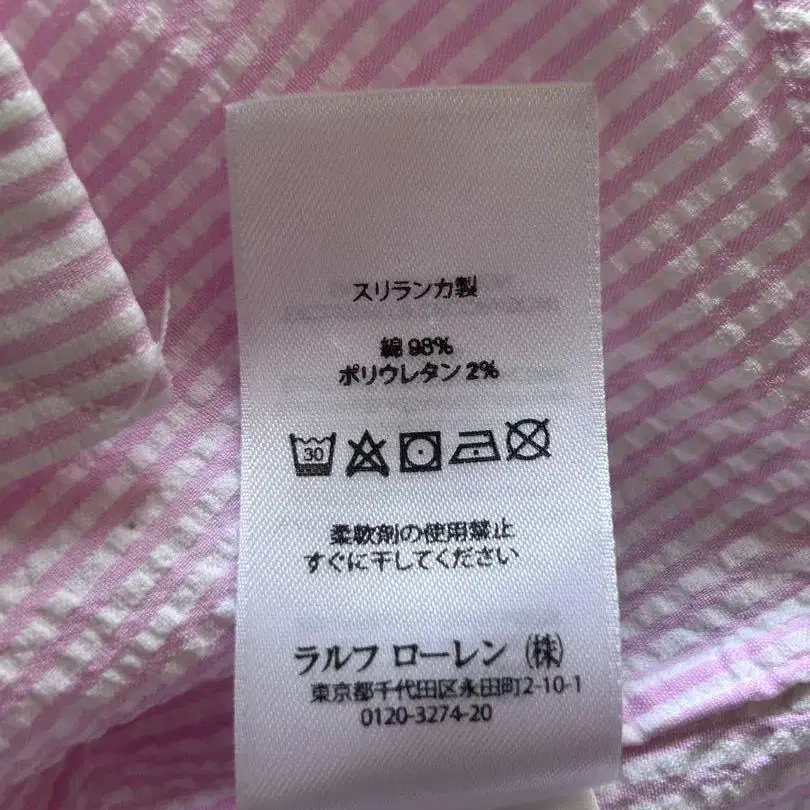 スリランカ製
綿 98%
ポリウレタン 2%
30
柔軟剤の使用禁止
すぐに干してください
ラルフ ローレン (株)
東京都千代田区永田町2-10-1
0120-3274-20